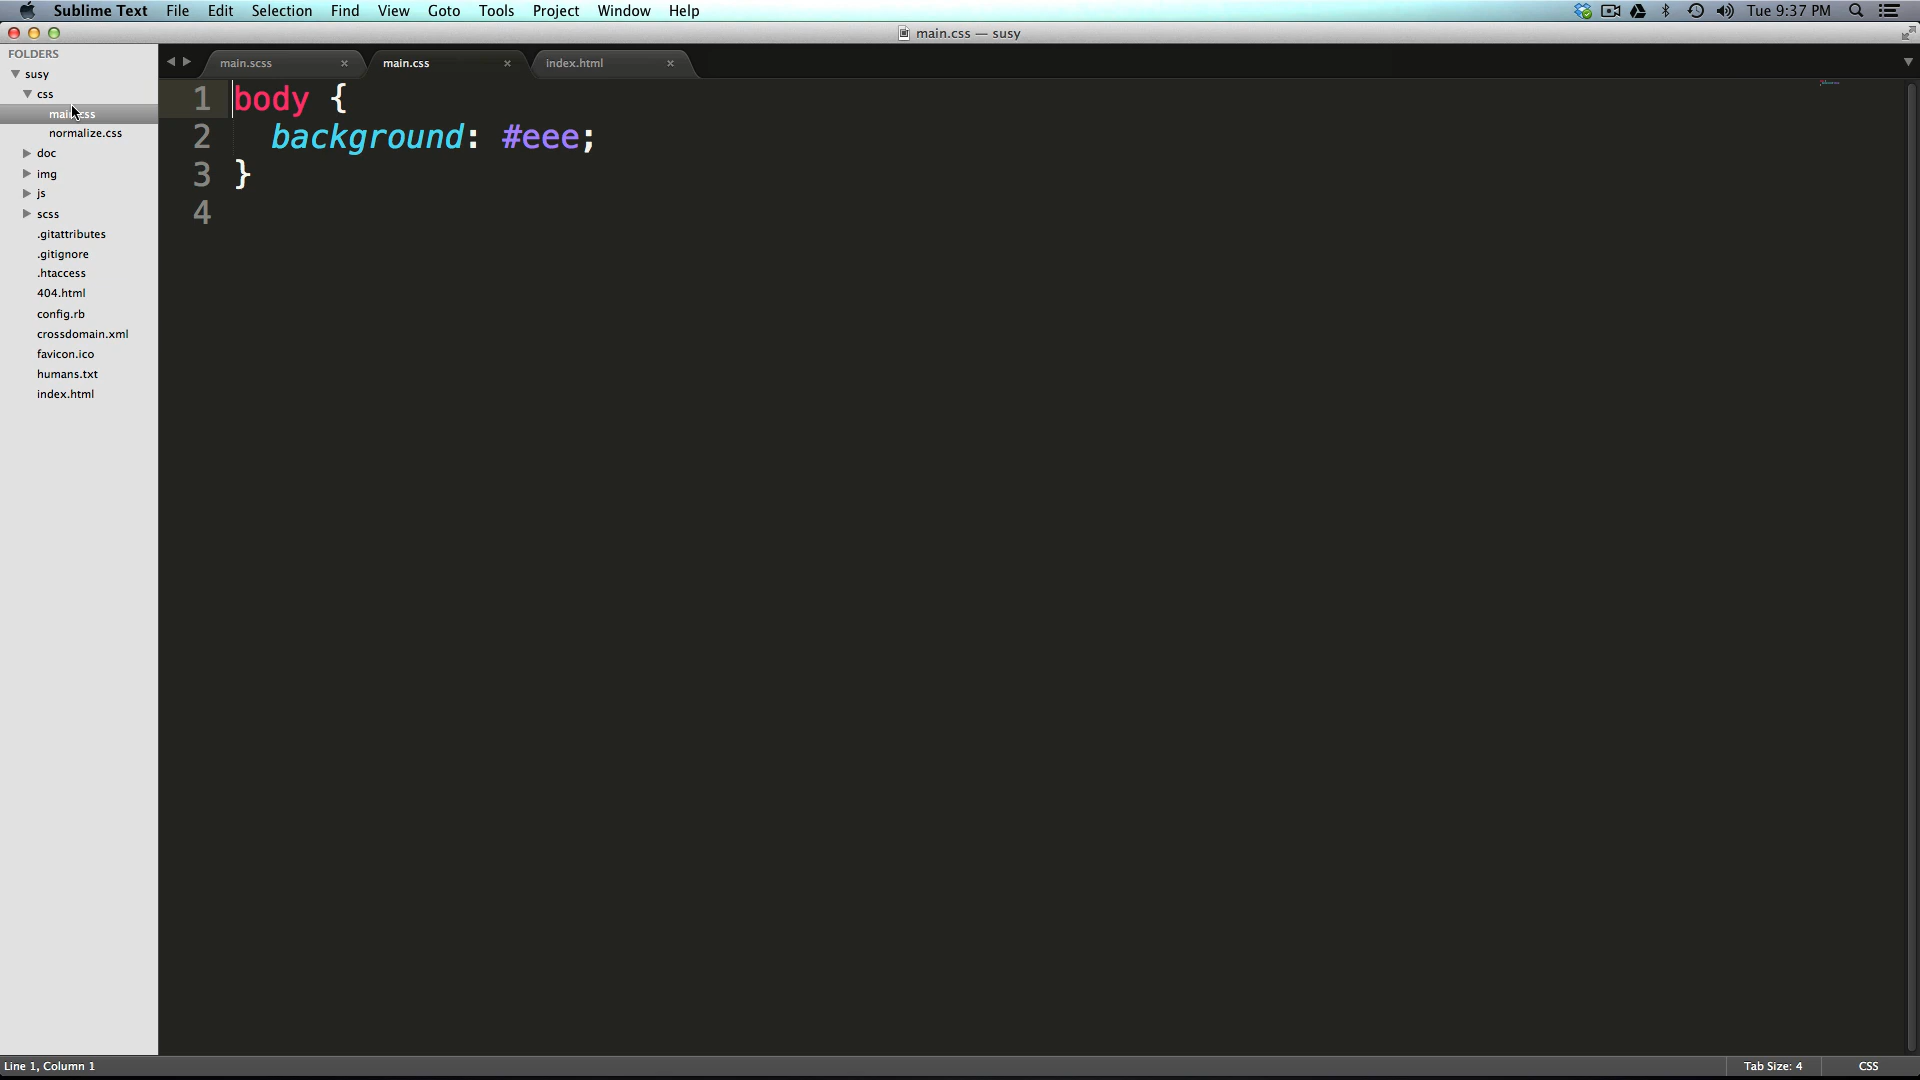 Sublime Text File Edit Selection Find View Goto Tools Project Window Help Tue 9:37 PM
main.css — susy
FOLDERS
susy
css
main.css
normalize.css
doc
img
js
scss
.gitattributes
.gitignore
.htaccess
404.html
config.rb
crossdomain.xml
favicon.ico
humans.txt
index.html
main.scss × main.css × index.html ×
1 body {
2 background: #eee;
3 }
4
Line 1, Column 1 Tab Size: 4 CSS